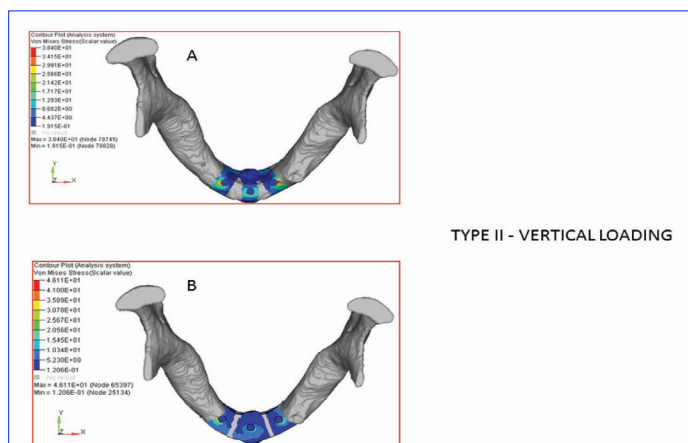 Contour Plot (Analysis system)
Von Mises Stress(Scalar value)
3.840E+01
3.415E+01
2.991E+01
2.566E+01
2.142E+01
1.717E+01
1.293E+01
8.682E+00
4.437E+00
1.915E-01
No result
Max = 3.840E+01 (Node 78745)
Min = 1.915E-01 (Node 78828)
A
Y
Z X
TYPE II - VERTICAL LOADING
Contour Plot (Analysis system)
Von Mises Stress(Scalar value)
4.611E+01
4.100E+01
3.589E+01
3.078E+01
2.567E+01
2.056E+01
1.545E+01
1.034E+01
5.230E+00
1.206E-01
No result
Max = 4.611E+01 (Node 65397)
Min = 1.206E-01 (Node 25134)
B
Y
Z X